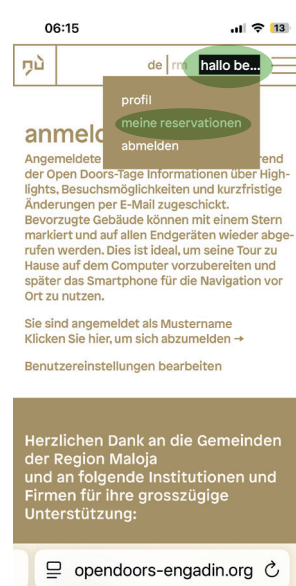 06:15
13
de | rm hallo be...
profil
meine reservationen
abmelden
Angemeldete
der Open Doors-Tage Informationen über High-
lights, Besuchsmöglichkeiten und kurzfristige
Änderungen per E-Mail zugeschickt.
Bevorzugte Gebäude können mit einem Stern
markiert und auf allen Endgeräten wieder abge-
rufen werden. Dies ist ideal, um seine Tour zu
Hause auf dem Computer vorzubereiten und
später das Smartphone für die Navigation vor
Ort zu nutzen.
Sie sind angemeldet als Mustername
Klicken Sie hier, um sich abzumelden →
Benutzereinstellungen bearbeiten
Herzlichen Dank an die Gemeinden
der Region Maloja
und an folgende Institutionen und
Firmen für ihre grosszügige
Unterstützung:
opendoors-engadin.org